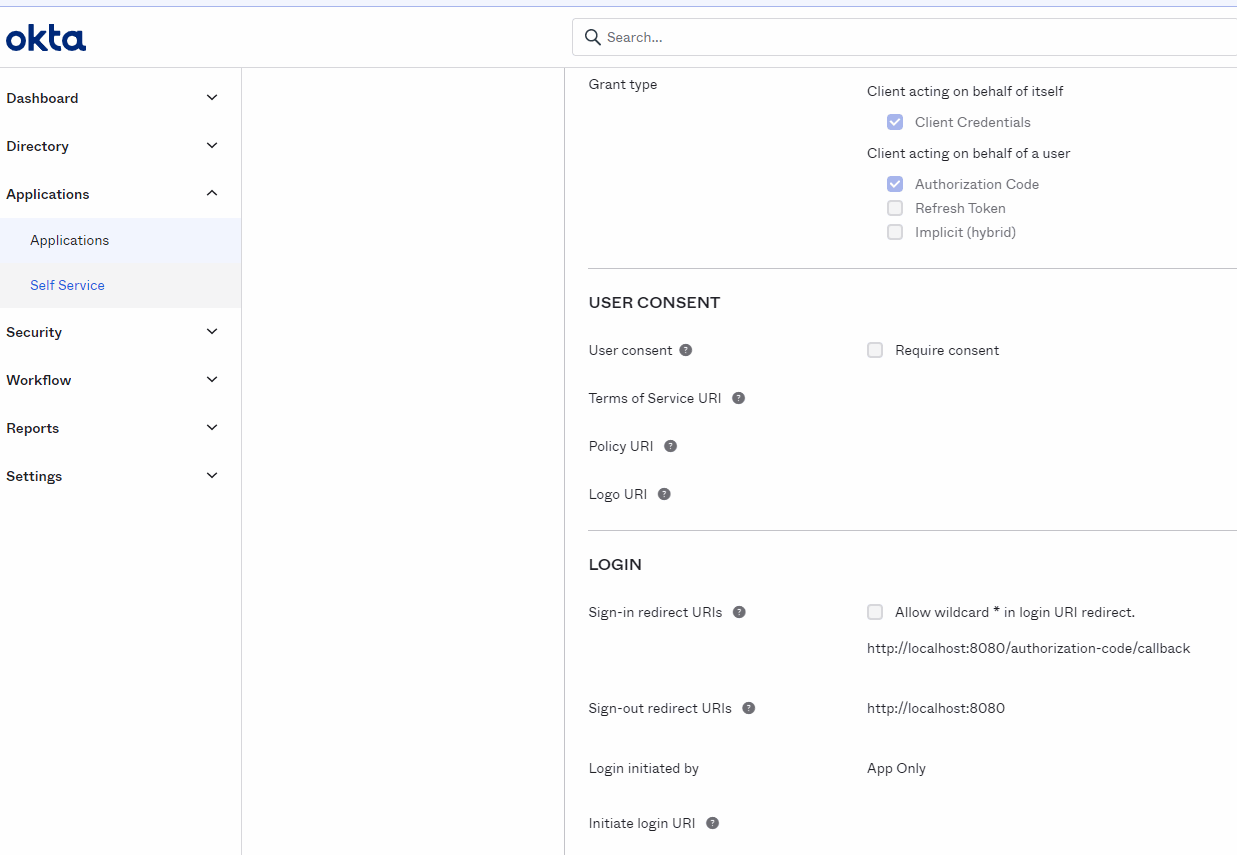 okta
Search...
Dashboard
Directory
Applications
Applications
Self Service
Security
Workflow
Reports
Settings
Grant type
Client acting on behalf of itself
Client Credentials
Client acting on behalf of a user
Authorization Code
Refresh Token
Implicit (hybrid)
USER CONSENT
User consent ?
Require consent
Terms of Service URI ?
Policy URI ?
Logo URI ?
LOGIN
Sign-in redirect URIs ?
Allow wildcard * in login URI redirect.
http://localhost:8080/authorization-code/callback
Sign-out redirect URIs ?
http://localhost:8080
Login initiated by
App Only
Initiate login URI ?